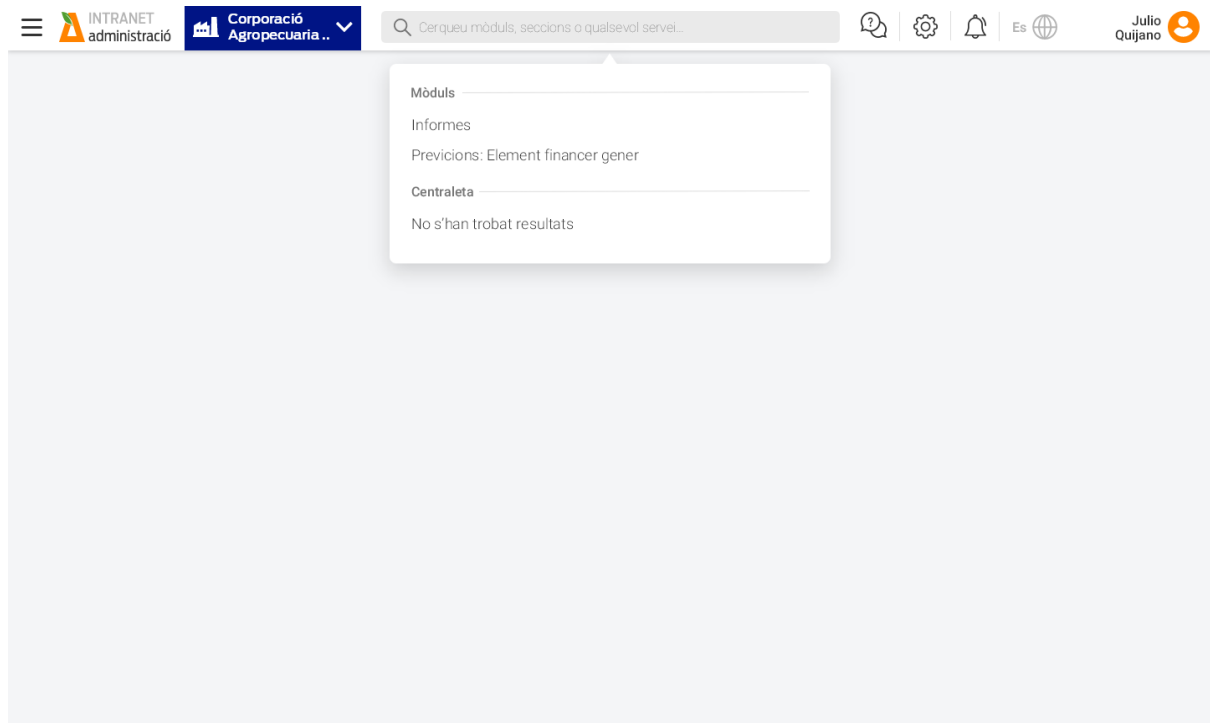 INTRANET
administració
Corporació
Agropecuaria ..
Cerqueu mòduls, seccions o qualsevol servei...
Es
Julio
Quijano
Mòduls
Informes
Previcions: Element financer gener
Centraleta
No s'han trobat resultats